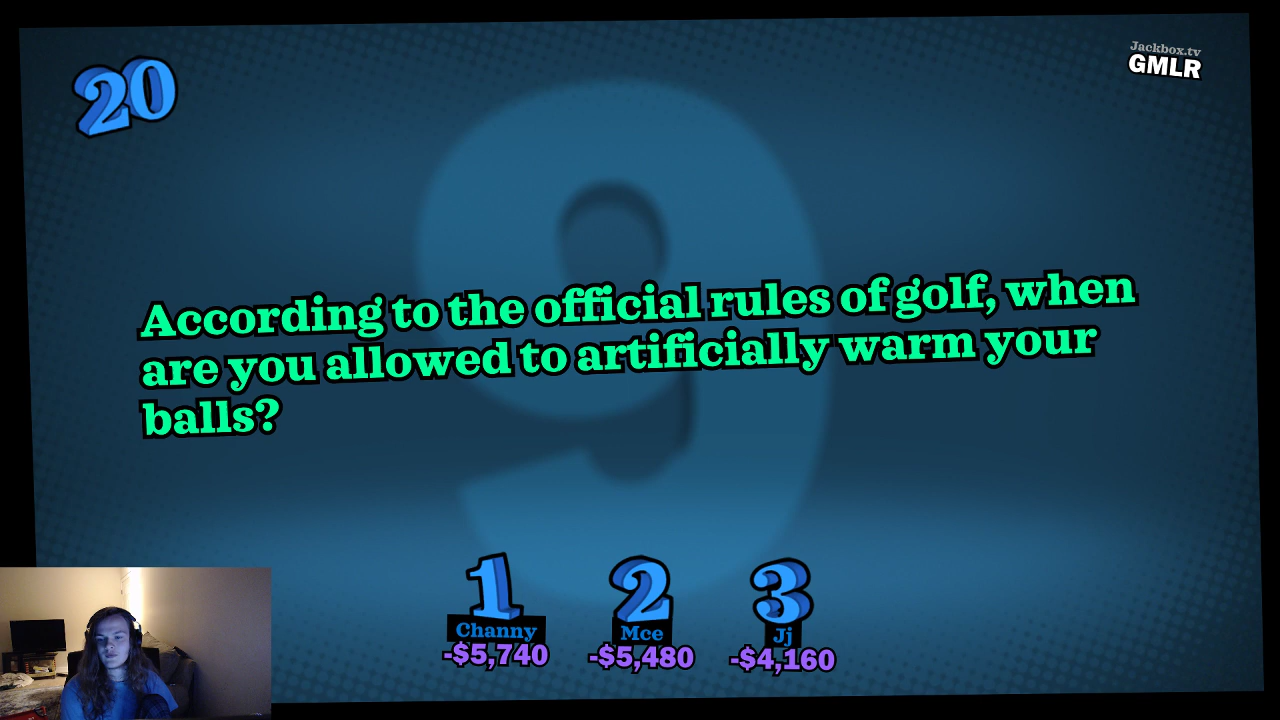 20
Jackbox.tv
GMLR
According to the official rules of golf, when
are you allowed to artificially warm your
balls?
9
1 2 3
Channy Mce Jj
-$5,740 -$5,480 -$4,160